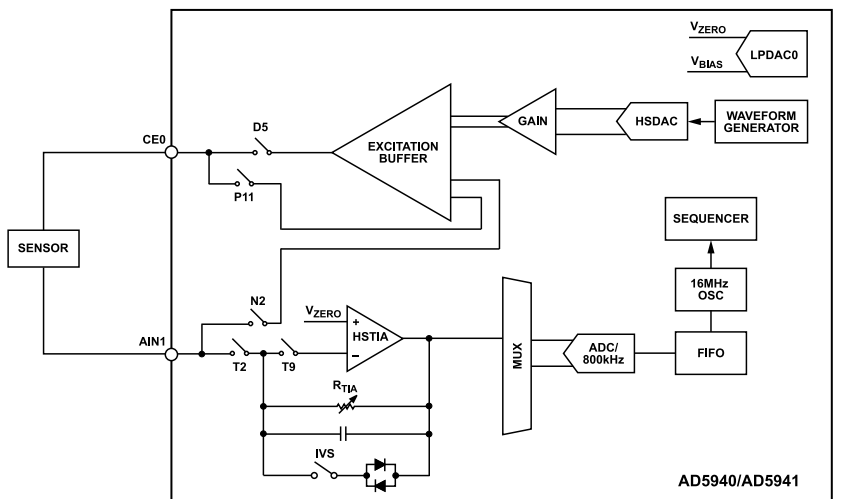 VZERO
VBIAS
LPDAC0
CE0
D5
P11
EXCITATION
BUFFER
GAIN
HSDAC
WAVEFORM
GENERATOR
SENSOR
SEQUENCER
16MHz
OSC
N2
VZERO
+
HSTIA
–
AIN1
T2
T9
MUX
ADC/
800kHz
FIFO
RTIA
IVS
AD5940/AD5941